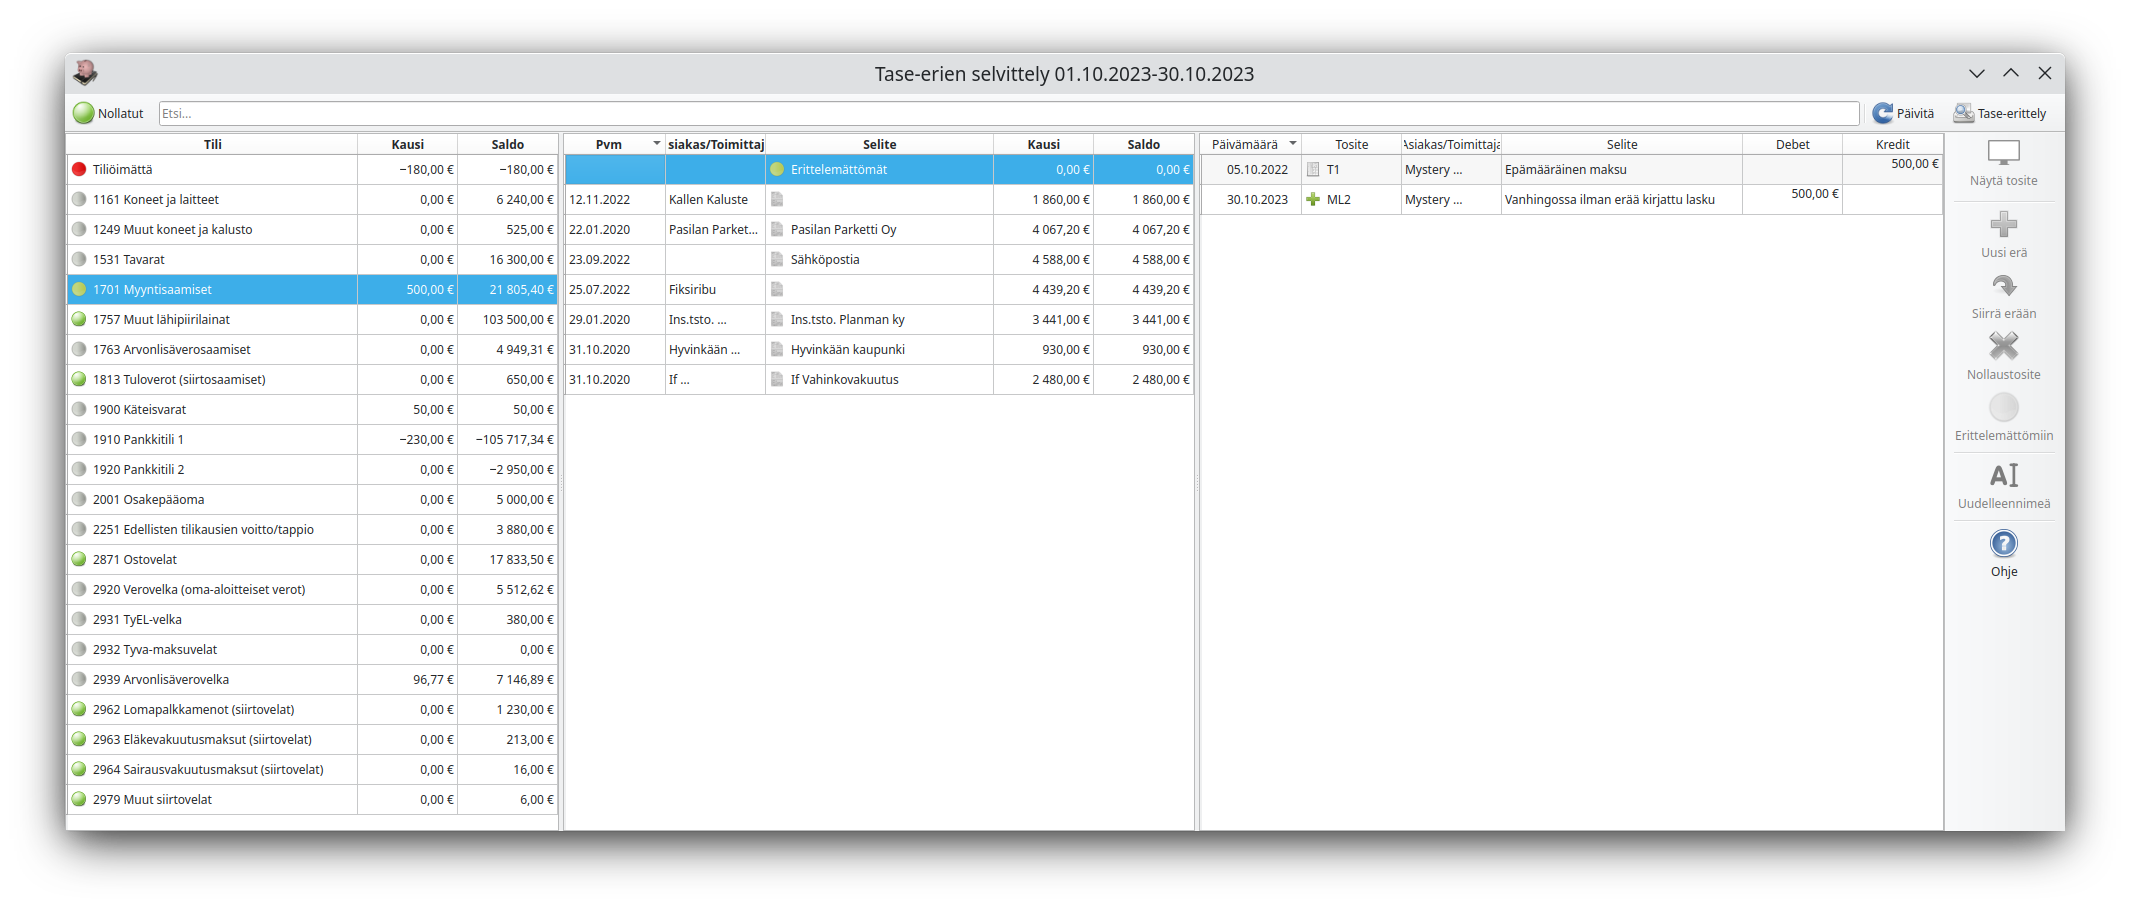 Tase-erien selvittely 01.10.2023-30.10.2023
Nollatut Etsi... Päivitä Tase-erittely
Tili Kausi Saldo
Tiliöimättä −180,00 € −180,00 €
1161 Koneet ja laitteet 0,00 € 6 240,00 €
1249 Muut koneet ja kalusto 0,00 € 525,00 €
1531 Tavarat 0,00 € 16 300,00 €
1701 Myyntisaamiset 500,00 € 21 805,40 €
1757 Muut lähipiirilainat 0,00 € 103 500,00 €
1763 Arvonlisäverosaamiset 0,00 € 4 949,31 €
1813 Tuloverot (siirtosaamiset) 0,00 € 650,00 €
1900 Käteisvarat 50,00 € 50,00 €
1910 Pankkitili 1 −230,00 € −105 717,34 €
1920 Pankkitili 2 0,00 € −2 950,00 €
2001 Osakepääoma 0,00 € 5 000,00 €
2251 Edellisten tilikausien voitto/tappio 0,00 € 3 880,00 €
2871 Ostovelat 0,00 € 17 833,50 €
2920 Verovelka (oma-aloitteiset verot) 0,00 € 5 512,62 €
2931 TyEL-velka 0,00 € 380,00 €
2932 Tyva-maksuvelat 0,00 € 0,00 €
2939 Arvonlisäverovelka 96,77 € 7 146,89 €
2962 Lomapalkkamenot (siirtovelat) 0,00 € 1 230,00 €
2963 Eläkevakuutusmaksut (siirtovelat) 0,00 € 213,00 €
2964 Sairausvakuutusmaksut (siirtovelat) 0,00 € 16,00 €
2979 Muut siirtovelat 0,00 € 6,00 €
Pvm siakas/Toimittaj Selite Kausi Saldo
Erittelemättömät 0,00 € 0,00 €
12.11.2022 Kallen Kaluste 1 860,00 € 1 860,00 €
22.01.2020 Pasilan Parket... Pasilan Parketti Oy 4 067,20 € 4 067,20 €
23.09.2022 Sähköpostia 4 588,00 € 4 588,00 €
25.07.2022 Fiksiribu 4 439,20 € 4 439,20 €
29.01.2020 Ins.tsto. ... Ins.tsto. Planman ky 3 441,00 € 3 441,00 €
31.10.2020 Hyvinkään ... Hyvinkään kaupunki 930,00 € 930,00 €
31.10.2020 If ... If Vahinkovakuutus 2 480,00 € 2 480,00 €
Päivämäärä Tosite Asiakas/Toimittaja Selite Debet Kredit
05.10.2022 T1 Mystery ... Epämääräinen maksu 500,00 €
30.10.2023 ML2 Mystery ... Vanhingossa ilman erää kirjattu lasku 500,00 €
Näytä tosite
Uusi erä
Siirrä erään
Nollaustosite
Erittelemättömiin
Uudelleennimeä
Ohje